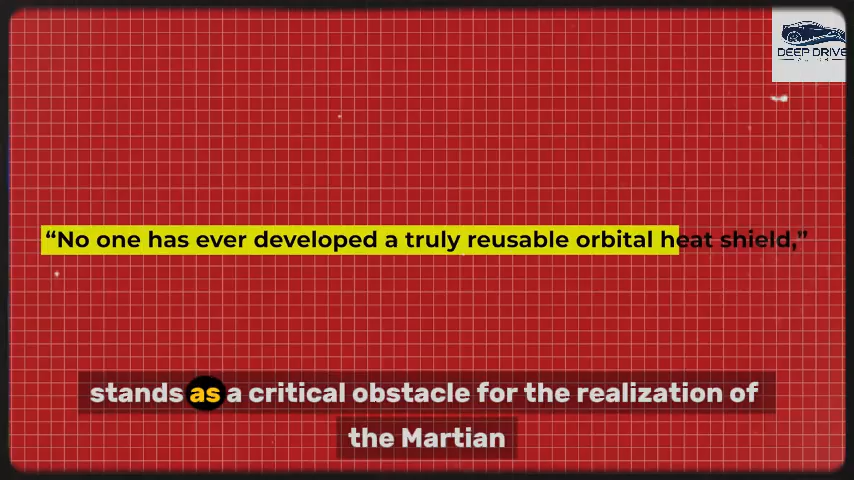 DEEP DRIVE
“No one has ever developed a truly reusable orbital heat shield,”
stands as a critical obstacle for the realization of
the Martian